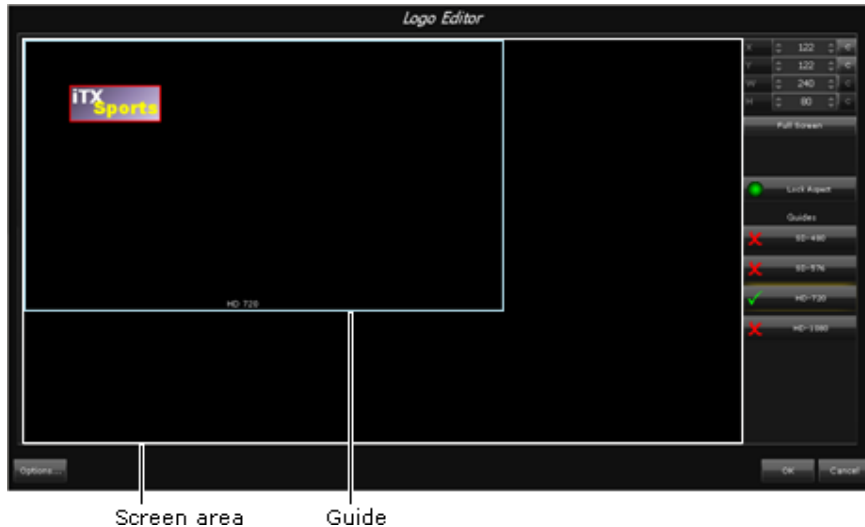 Logo Editor
iTX
Sports
X 122 C
Y 122 C
W 240 C
H 80 C
Full Screen
Lock Aspect
Guides
SD-480
SD-576
HD-720
HD-1080
HD 720
Options...
OK
Cancel
Screen area
Guide